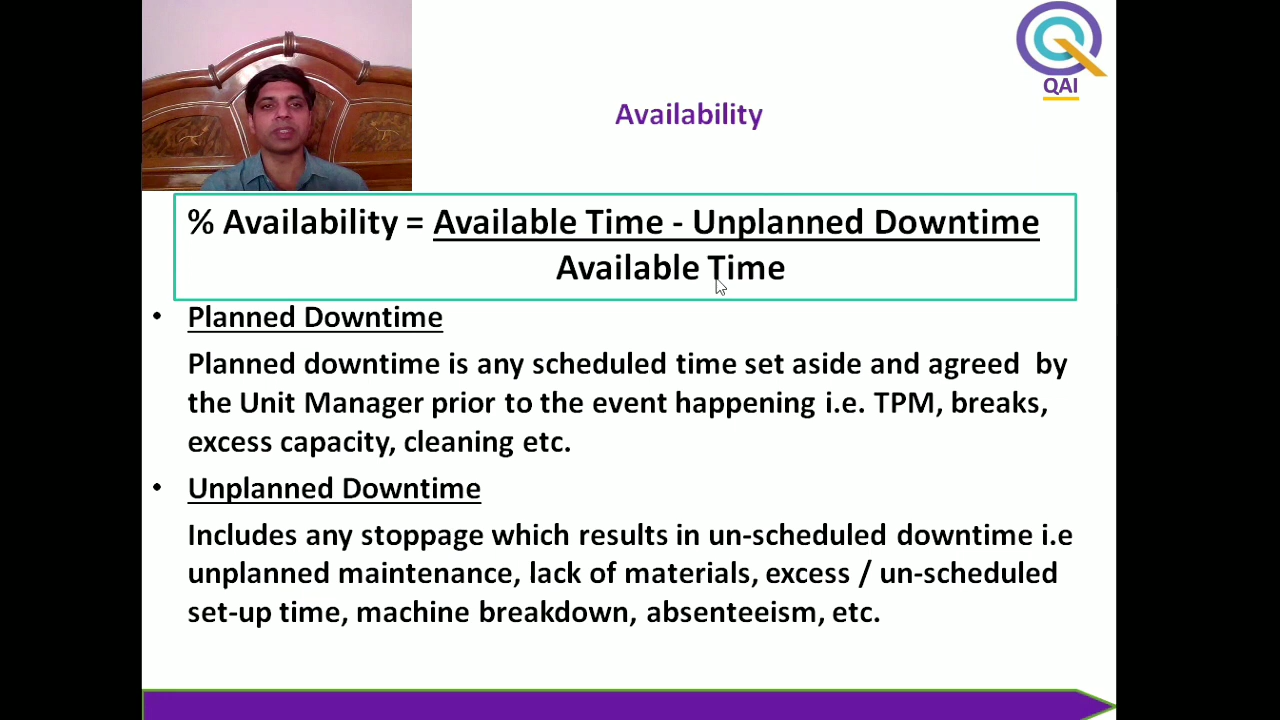 QAI
Availability
% Availability = Available Time - Unplanned Downtime
Available Time
• Planned Downtime
Planned downtime is any scheduled time set aside and agreed by
the Unit Manager prior to the event happening i.e. TPM, breaks,
excess capacity, cleaning etc.
• Unplanned Downtime
Includes any stoppage which results in un-scheduled downtime i.e
unplanned maintenance, lack of materials, excess / un-scheduled
set-up time, machine breakdown, absenteeism, etc.